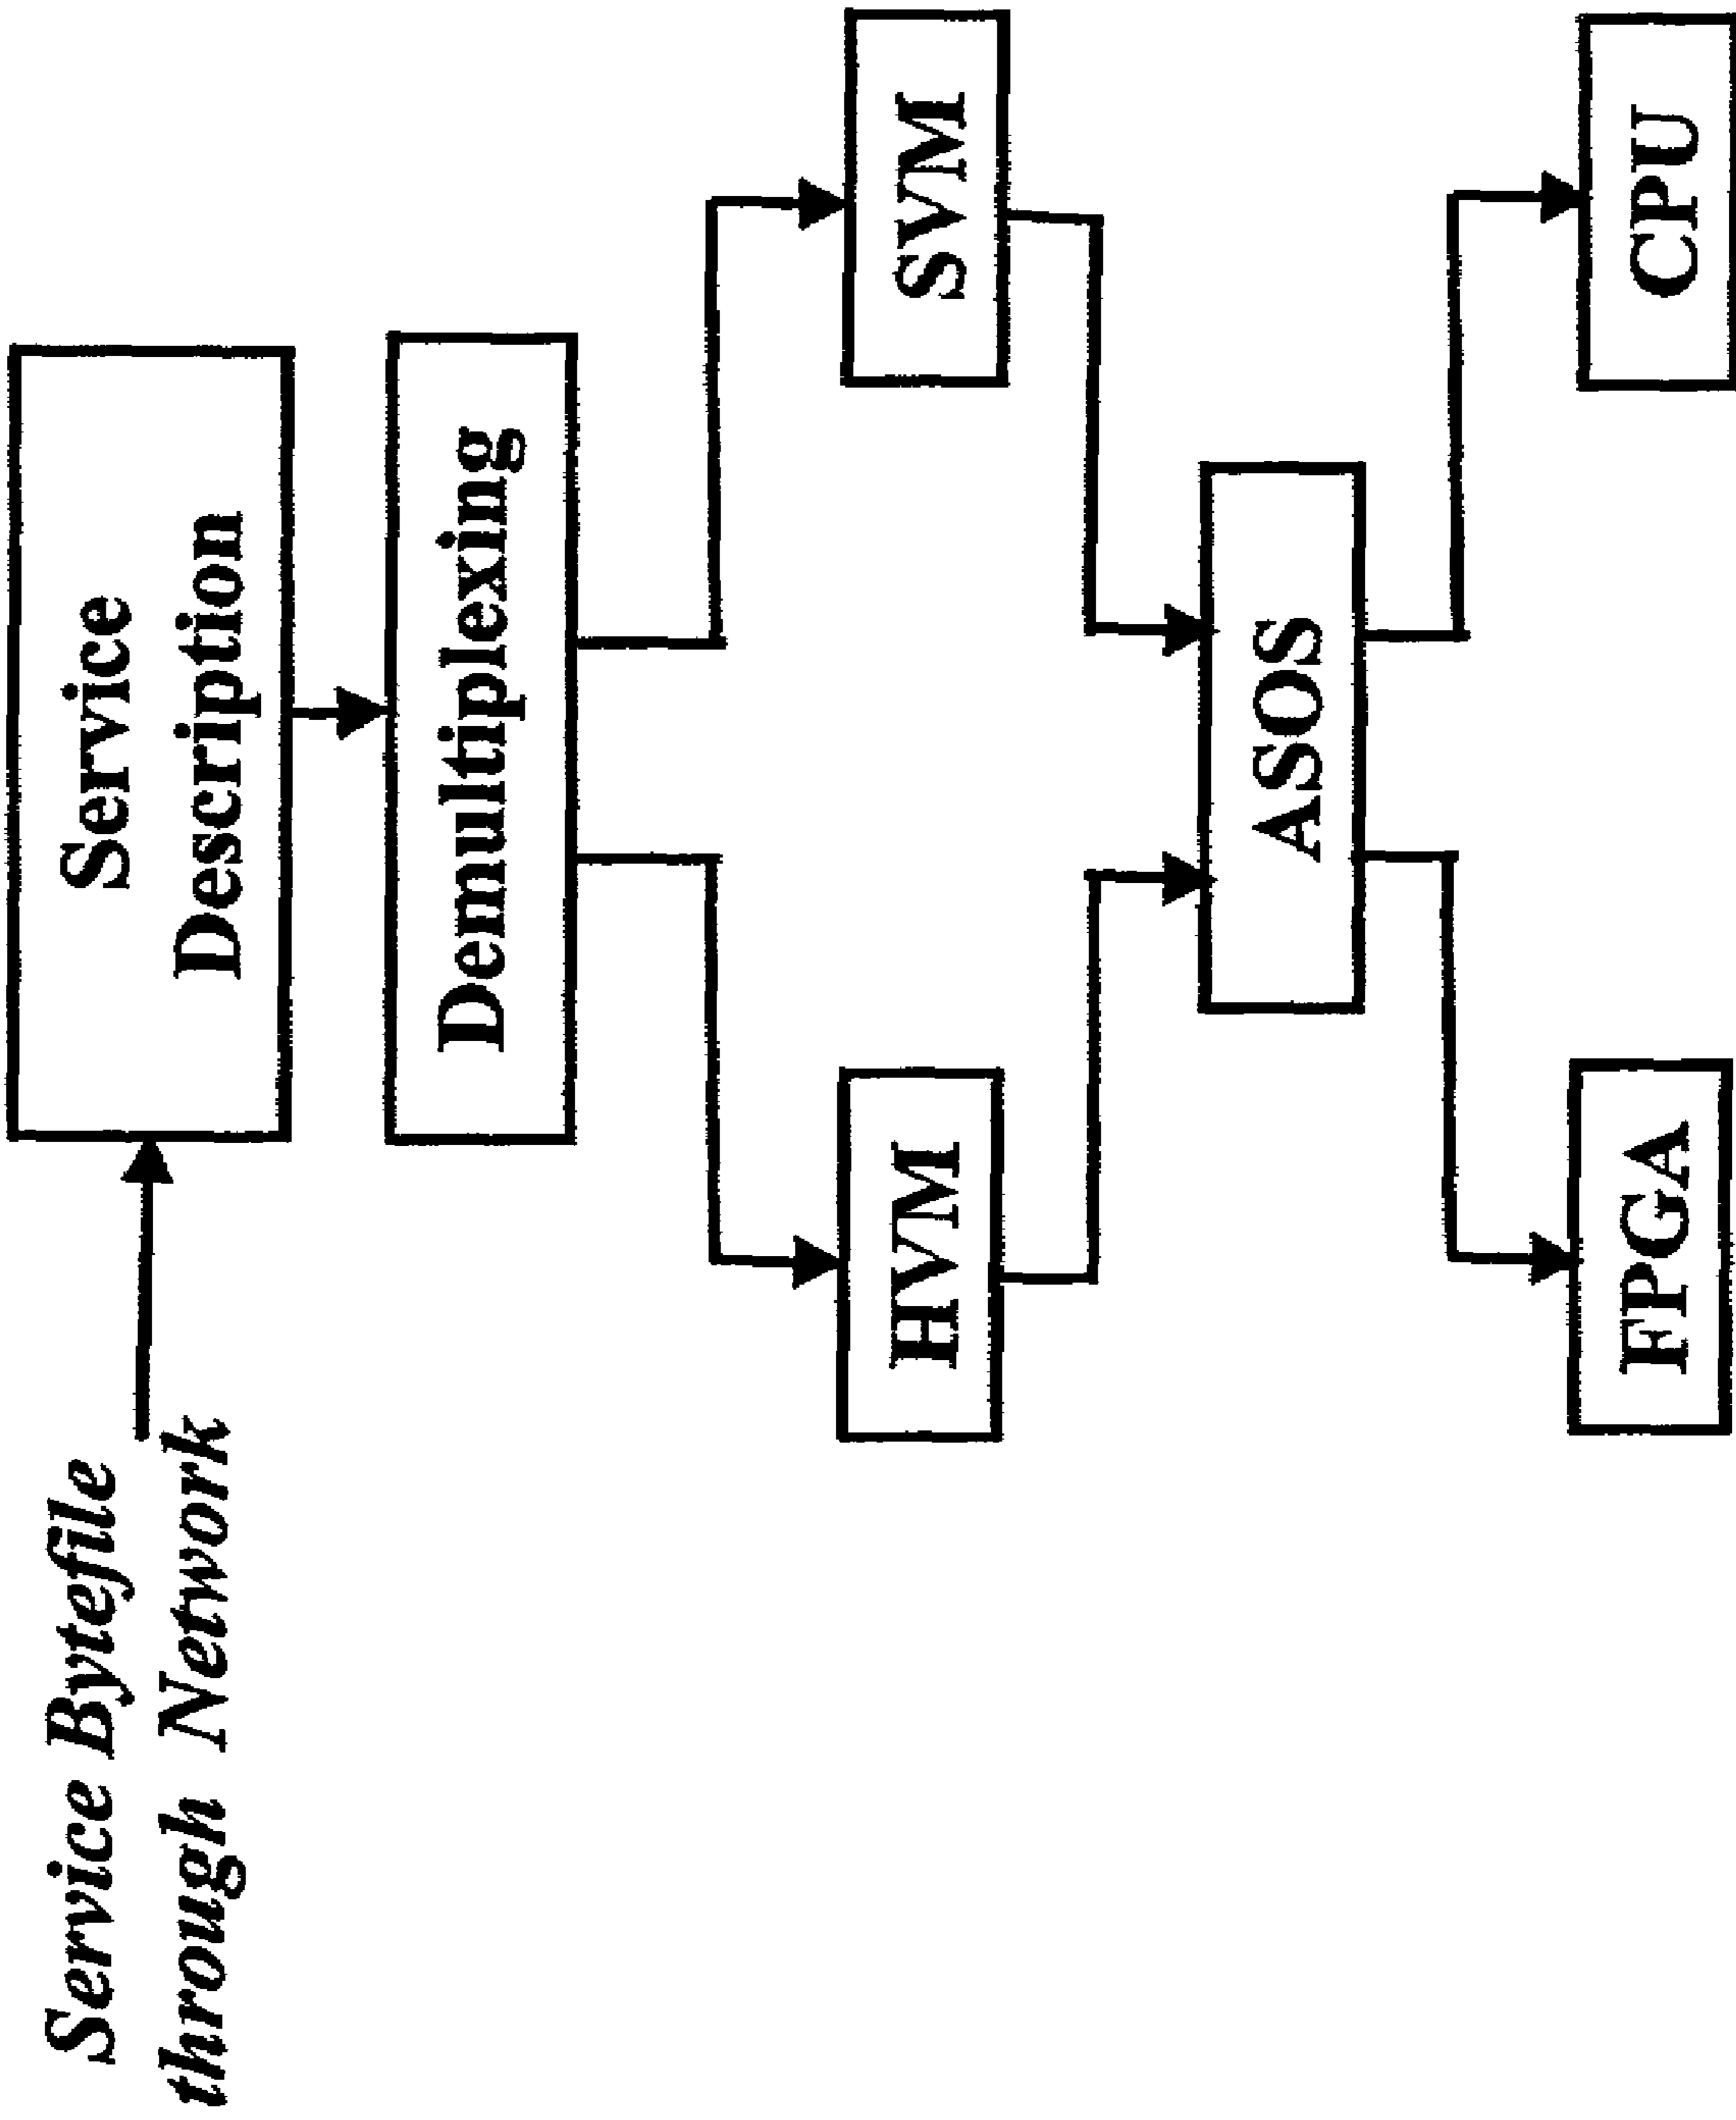 Service Bytefile
through Network
Service
Description
Demultiplexing
HVM
SVM
ASOS
FPGA
CPU